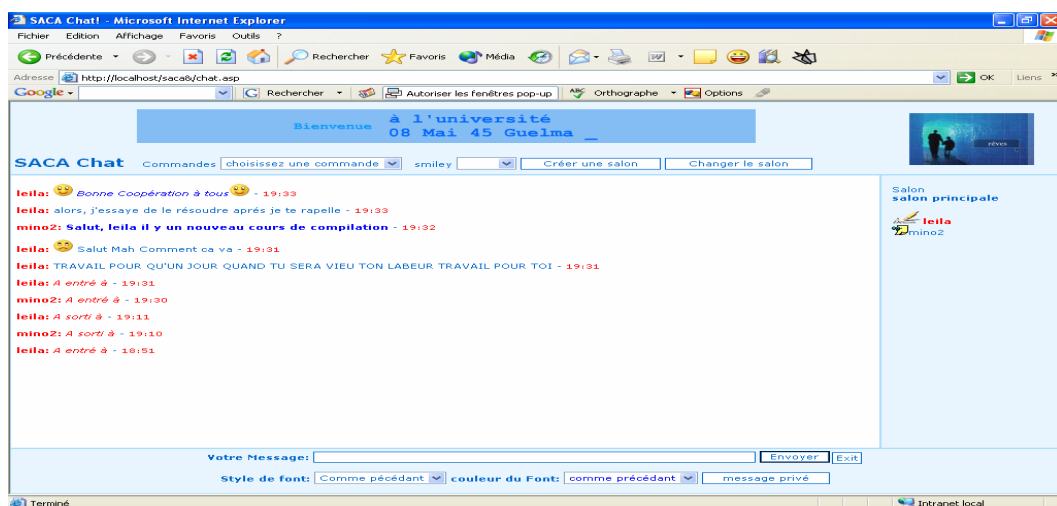 SACA Chat! - Microsoft Internet Explorer
Fichier Edition Affichage Favoris Outils ?
Précédente Rechercher Favoris Média
Adresse http://localhost/saca8/chat.asp OK Liens »
Google Rechercher Autoriser les fenêtres pop-up ABC Orthographe Options
Bienvenue à l'université
08 Mai 45 Guelma _
rêves
SACA Chat Commandes choisissez une commande smiley Créer une salon Changer le salon
leila: Bonne Coopération à tous - 19:33
leila: alors, j'essaye de le résoudre aprés je te rapelle - 19:33
mino2: Salut, leila il y un nouveau cours de compilation - 19:32
leila: Salut Mah Comment ca va - 19:31
leila: TRAVAIL POUR QU'UN JOUR QUAND TU SERA VIEU TON LABEUR TRAVAIL POUR TOI - 19:31
leila: A entré à - 19:31
mino2: A entré à - 19:30
leila: A sorti à - 19:11
mino2: A sorti à - 19:10
leila: A entré à - 18:51
Salon
salon principale
leila
mino2
Votre Message: Envoyer Exit
Style de font: Comme pécédant couleur du Font: comme précédant message privé
Terminé Intranet local